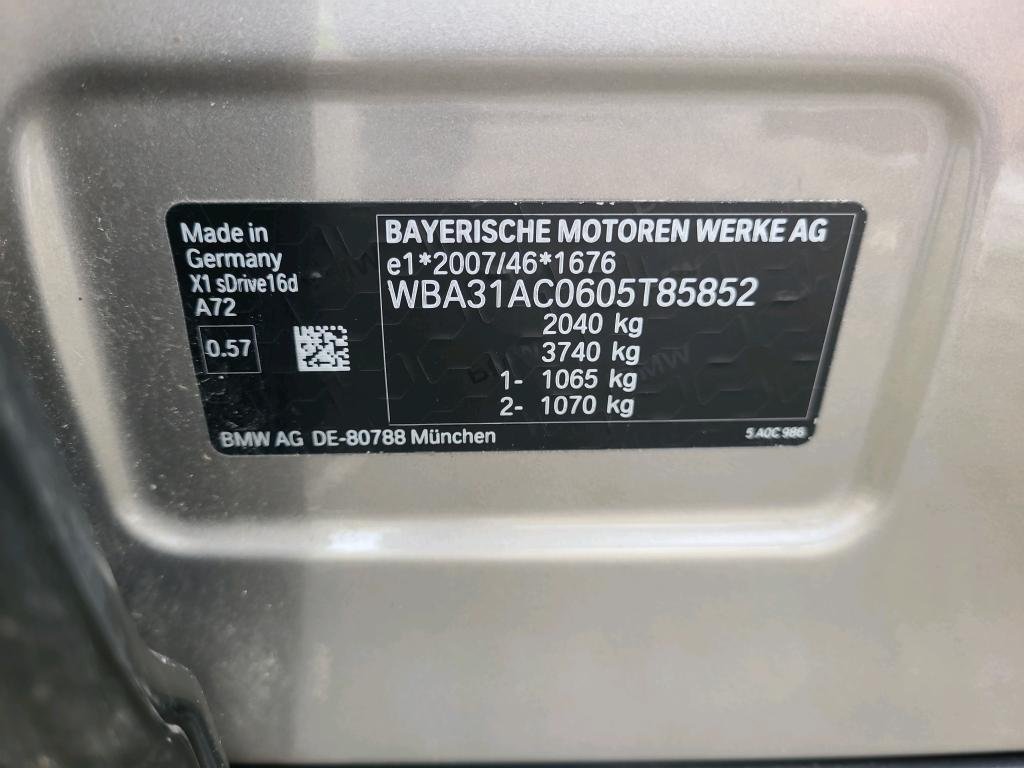 Made in
Germany
X1 sDrive16d
A72
0.57
BAYERISCHE MOTOREN WERKE AG
e1*2007/46*1676
WBA31AC0605T85852
2040 kg
3740 kg
1- 1065 kg
2- 1070 kg
BMW AG DE-80788 München
5 AQC 986